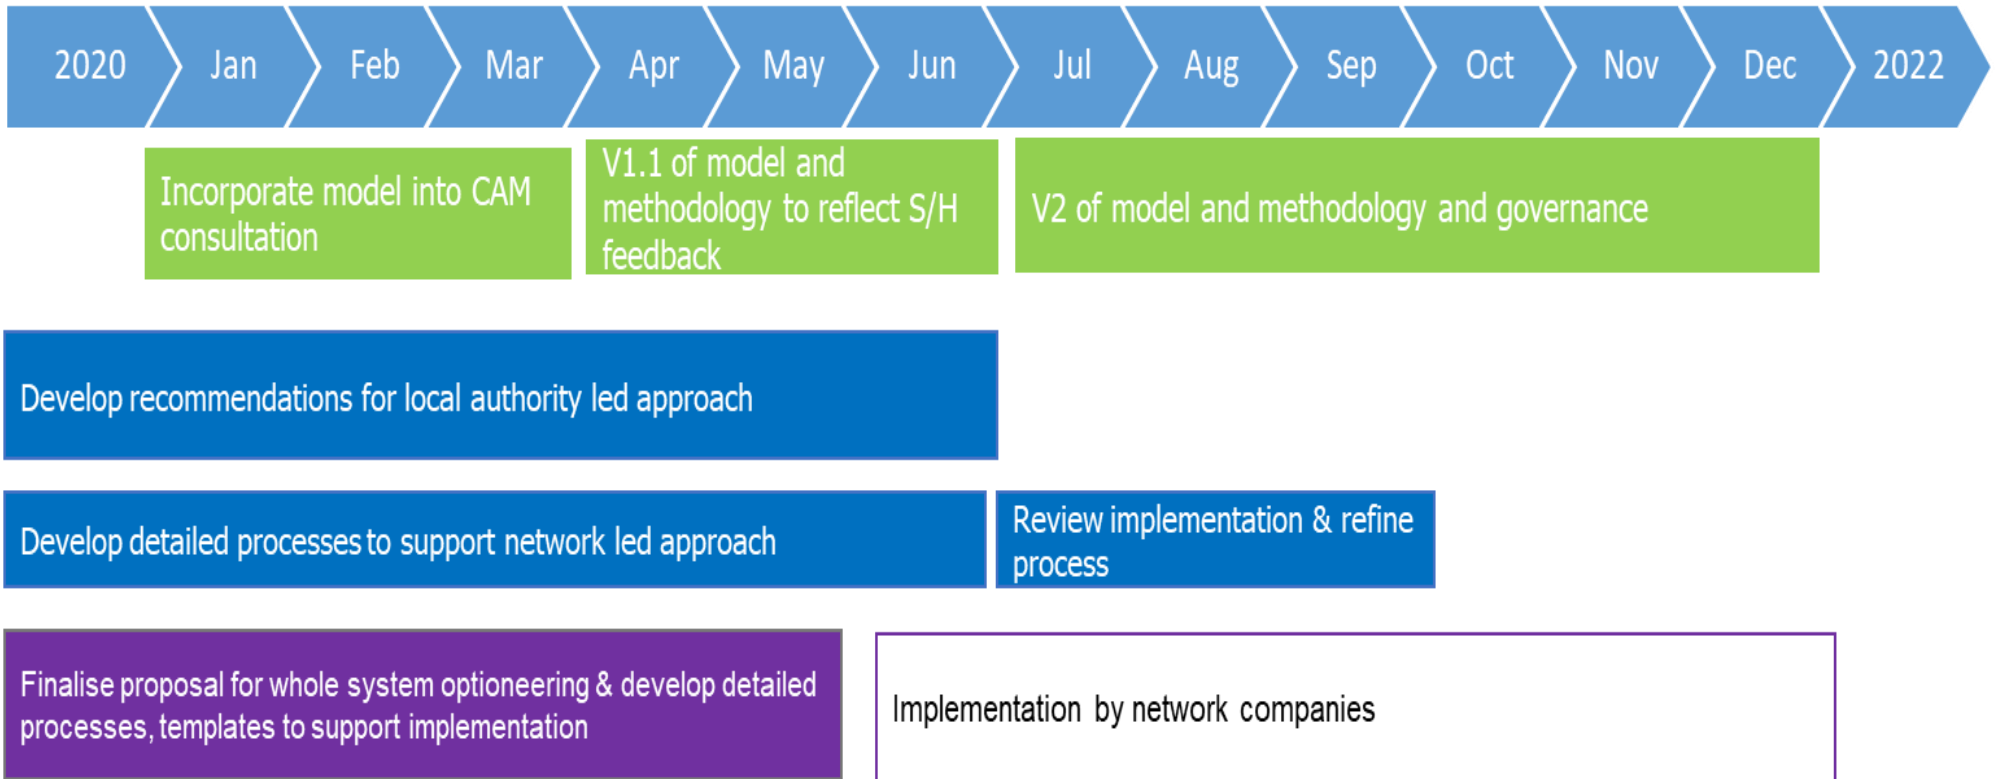 2020 Jan Feb Mar Apr May Jun Jul Aug Sep Oct Nov Dec 2022
Incorporate model into CAM
consultation
V1.1 of model and
methodology to reflect S/H
feedback
V2 of model and methodology and governance
Develop recommendations for local authority led approach
Develop detailed processes to support network led approach
Review implementation & refine
process
Finalise proposal for whole system optioneering & develop detailed
processes, templates to support implementation
Implementation by network companies